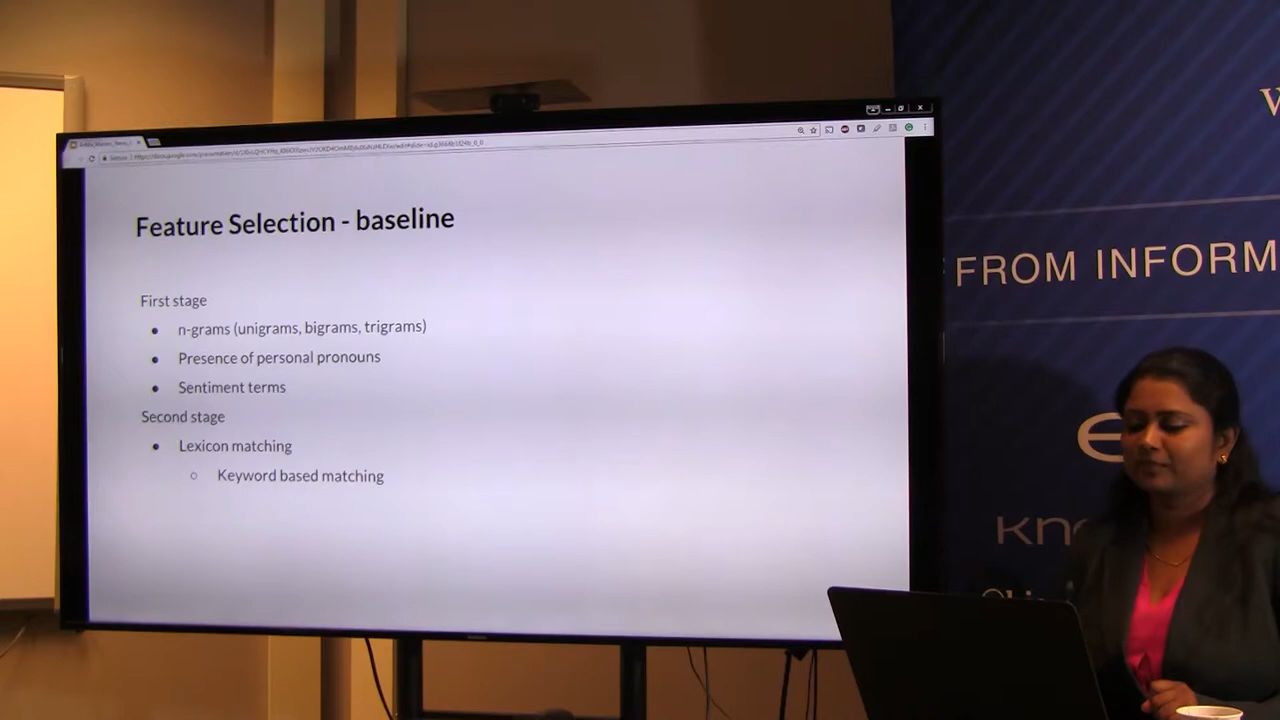 Feature Selection - baseline
First stage
● n-grams (unigrams, bigrams, trigrams)
● Presence of personal pronouns
● Sentiment terms
Second stage
● Lexicon matching
○ Keyword based matching
FROM INFORM